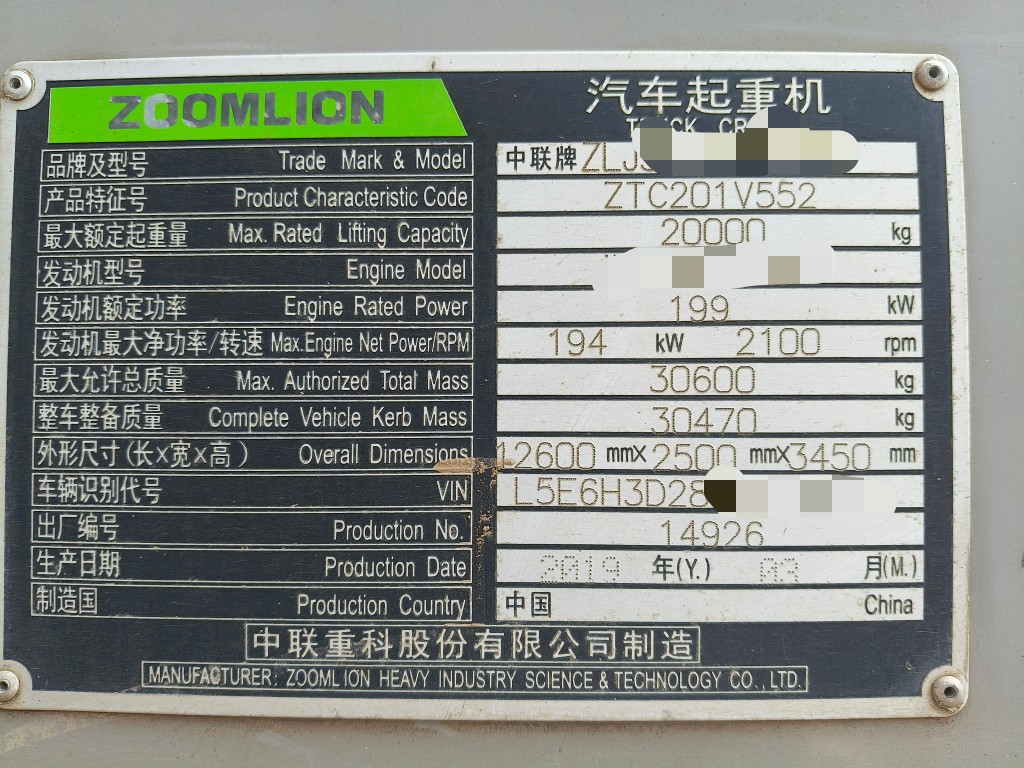 ZOOMLION
汽车起重机
品牌及型号 Trade Mark & Model 中联牌 ZLJ
产品特征号 Product Characteristic Code ZTC201V552
最大额定起重量 Max. Rated Lifting Capacity 20000 kg
发动机型号 Engine Model
发动机额定功率 Engine Rated Power 199 kW
发动机最大净功率/转速 Max.Engine Net Power/RPM 194 kW 2100 rpm
最大允许总质量 Max. Authorized Total Mass 30600 kg
整车整备质量 Complete Vehicle Kerb Mass 30470 kg
外形尺寸(长×宽×高) Overall Dimensions 12600 mmX 2500 mmX 3450 mm
车辆识别代号 VIN L5E6H3D28
出厂编号 Production No. 14926
生产日期 Production Date 2019 年(Y.) 03 月(M.)
制造国 Production Country 中国 China
中联重科股份有限公司制造
MANUFACTURER: ZOOMLION HEAVY INDUSTRY SCIENCE & TECHNOLOGY CO., LTD.